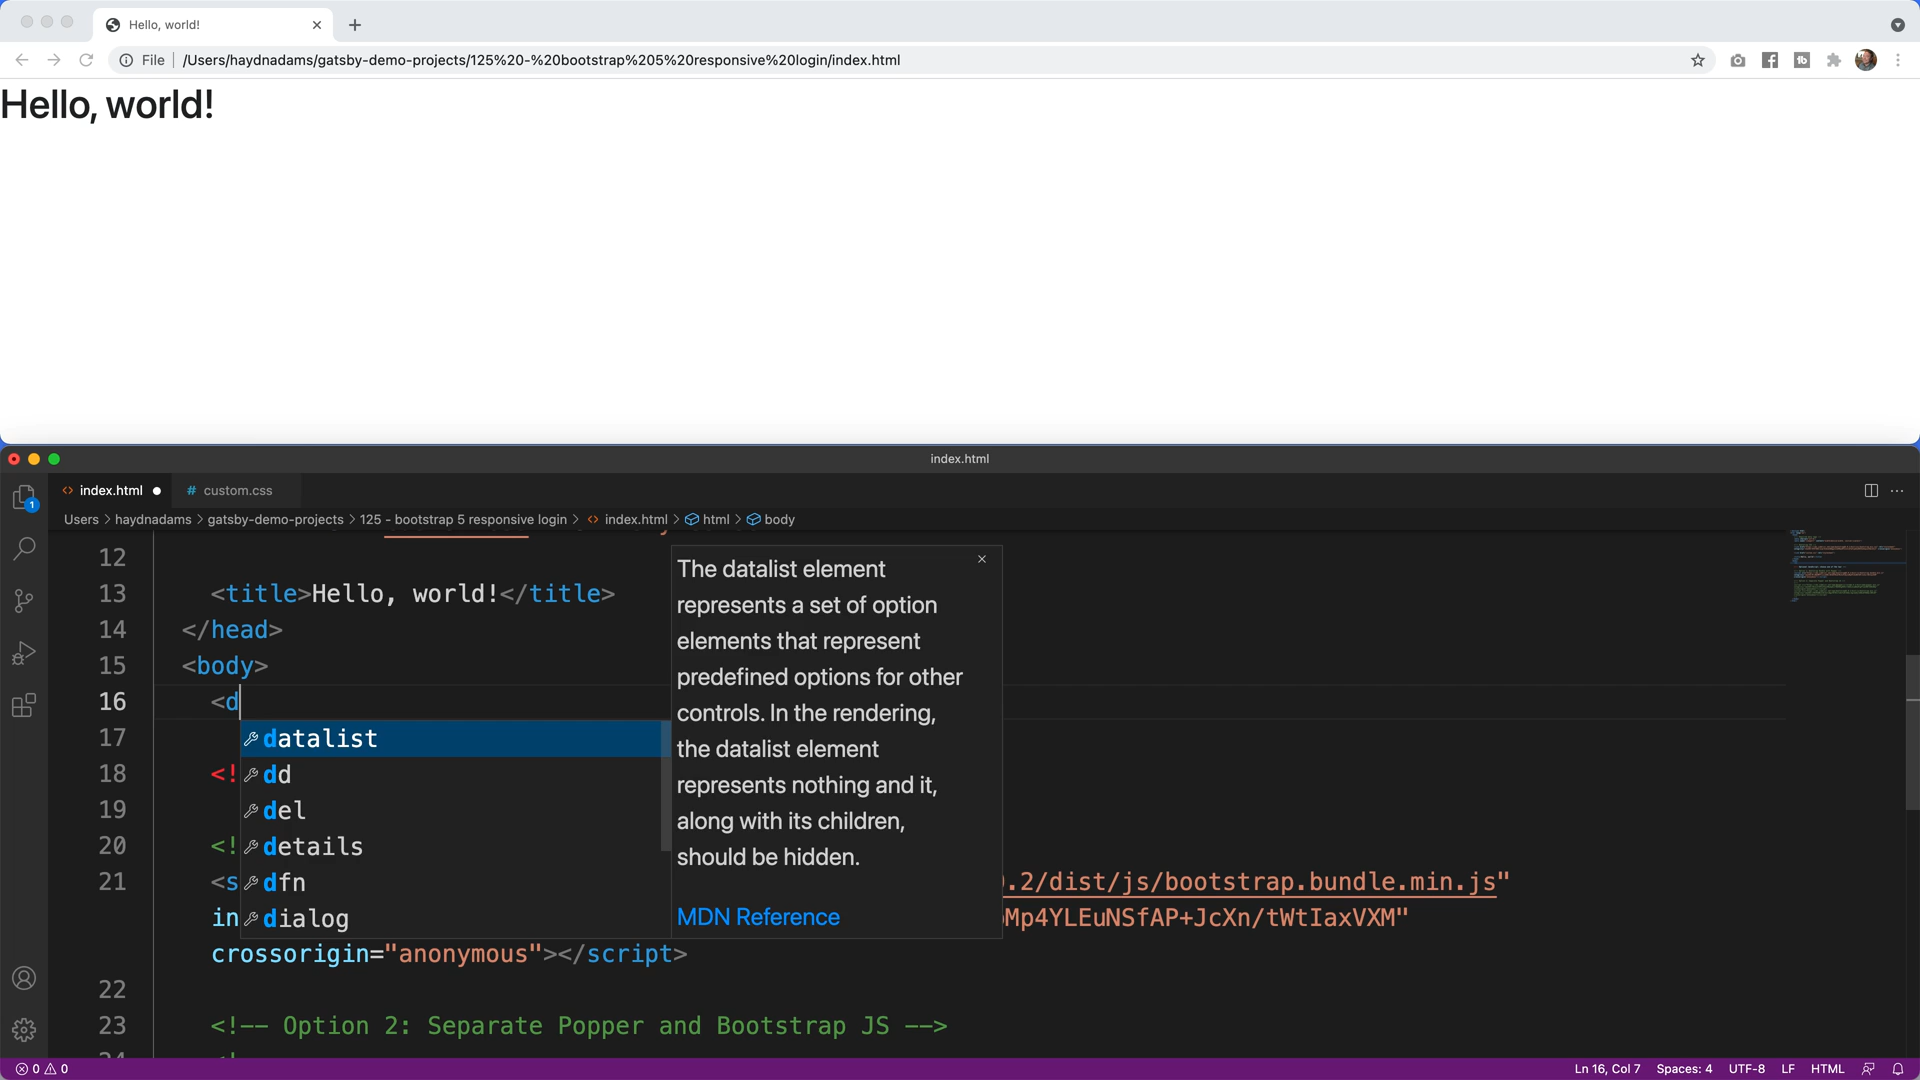 Hello, world!
File
/Users/haydnadams/gatsby-demo-projects/125%20-%20bootstrap%205%20responsive%20login/index.html
Hello, world!
index.html
index.html
# custom.css
Users > haydnadams > gatsby-demo-projects > 125 - bootstrap 5 responsive login > index.html > html > body
1
12
13 <title>Hello, world!</title>
14 </head>
15 <body>
16 <d
17
18 <!
19
20 <!
21 <s .2/dist/js/bootstrap.bundle.min.js"
in Mp4YLEuNSfAP+JcXn/tWtIaxVXM"
crossorigin="anonymous"></script>
22
23 <!-- Option 2: Separate Popper and Bootstrap JS -->
datalist
dd
del
details
dfn
dialog
The datalist element
represents a set of option
elements that represent
predefined options for other
controls. In the rendering,
the datalist element
represents nothing and it,
along with its children,
should be hidden.
MDN Reference
0 0
Ln 16, Col 7 Spaces: 4 UTF-8 LF HTML